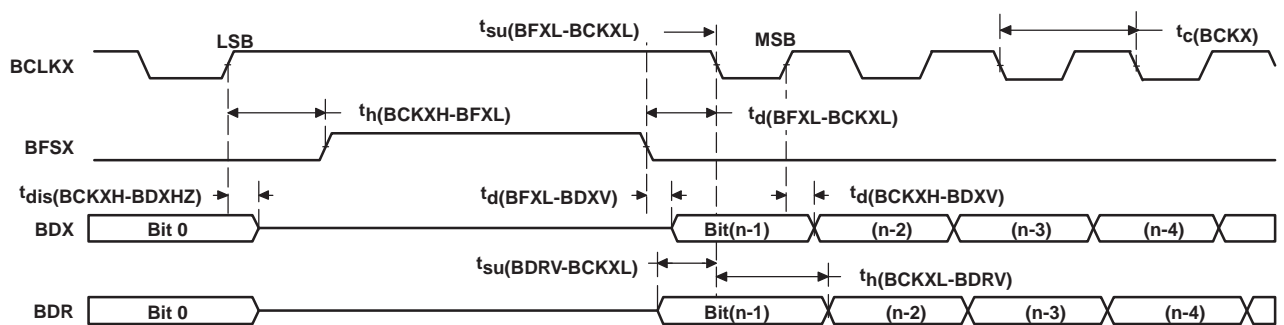 LSB
tsu(BFXL-BCKXL)
MSB
tc(BCKX)
BCLKX
th(BCKXH-BFXL)
td(BFXL-BCKXL)
BFSX
tdis(BCKXH-BDXHZ)
td(BFXL-BDXV)
td(BCKXH-BDXV)
BDX Bit 0 Bit(n-1) (n-2) (n-3) (n-4)
tsu(BDRV-BCKXL)
th(BCKXL-BDRV)
BDR Bit 0 Bit(n-1) (n-2) (n-3) (n-4)